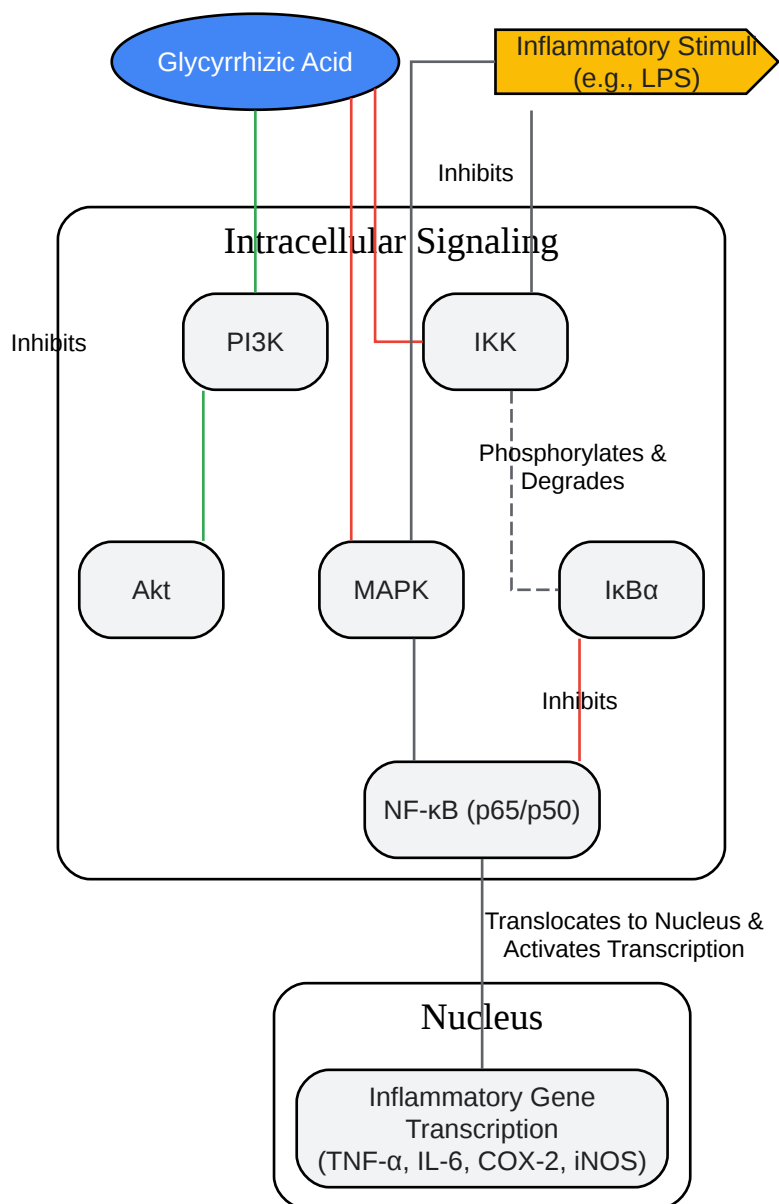 Glycyrrhizic Acid
Inflammatory Stimuli
(e.g., LPS)
Inhibits
Intracellular Signaling
Inhibits
PI3K
IKK
Phosphorylates &
Degrades
Akt
MAPK
IκBα
Inhibits
NF-κB (p65/p50)
Translocates to Nucleus &
Activates Transcription
Nucleus
Inflammatory Gene
Transcription
(TNF-α, IL-6, COX-2, iNOS)